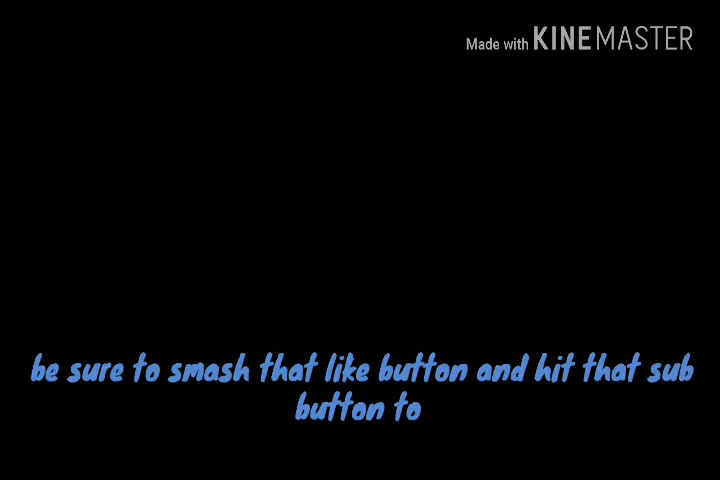 Made with KINEMASTER
be sure to smash that like button and hit that sub
button to